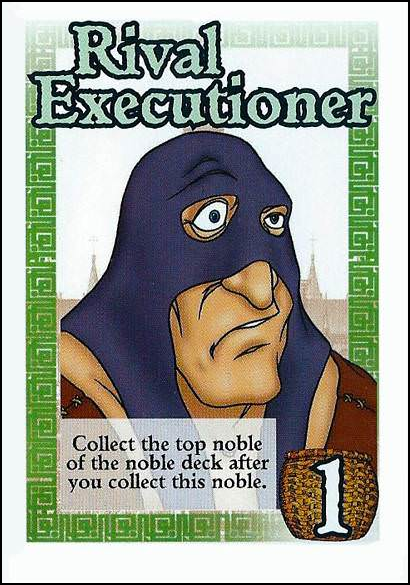 Rival
Executioner
Collect the top noble
of the noble deck after
you collect this noble.
1